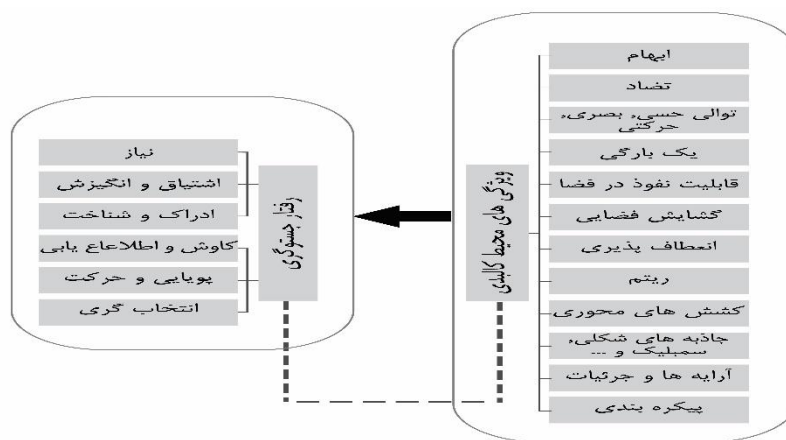 ویژگی های محیط کالبدی
ایهام
تضاد
توالی حسی، بصری،
حرکتی
یک بارگی
قابلیت نفوذ در فضا
گشایش فضایی
انعطاف پذیری
ریتم
کشش های محوری
جاذبه های شکلی،
سمبلیک و ...
آرایه ها و جزئیات
پیکره بندی
رفتار جستوگری
نیاز
اشتیاق و انگیزش
ادراک و شناخت
کاوش و اطلاعاع یابی
پویایی و حرکت
انتخاب گری